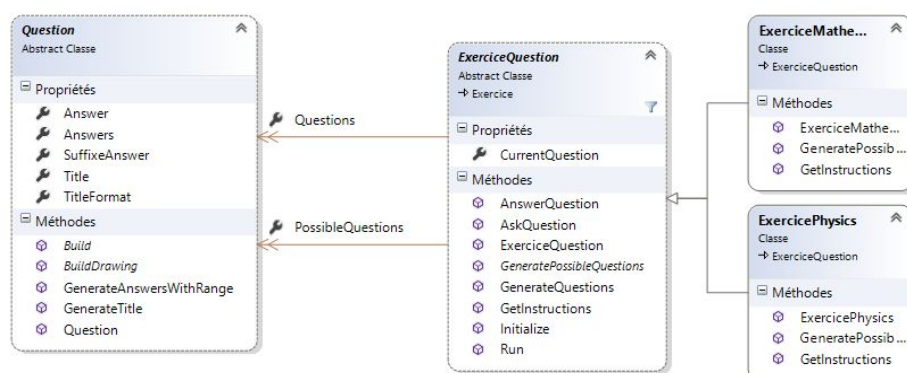 Question
Abstract Classe
Propriétés
Answer
Answers
SuffixeAnswer
Title
TitleFormat
Méthodes
Build
BuildDrawing
GenerateAnswersWithRange
GenerateTitle
Question
Questions
PossibleQuestions
ExerciceQuestion
Abstract Classe
Exercice
Propriétés
CurrentQuestion
Méthodes
AnswerQuestion
AskQuestion
ExerciceQuestion
GeneratePossibleQuestions
GenerateQuestions
GetInstructions
Initialize
Run
ExerciceMathe...
Classe
ExerciceQuestion
Méthodes
ExerciceMathe...
GeneratePossib...
GetInstructions
ExercicePhysics
Classe
ExerciceQuestion
Méthodes
ExercicePhysics
GeneratePossib...
GetInstructions